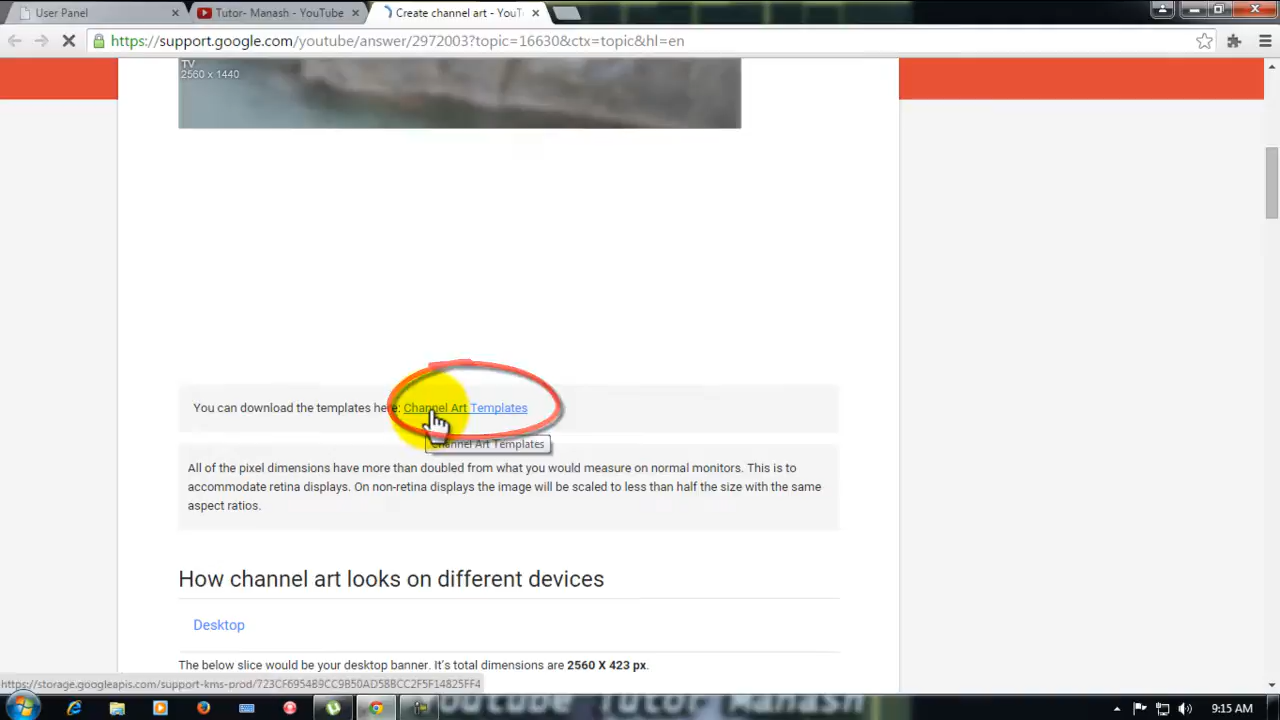 User Panel
Tutor- Manash - YouTube
Create channel art - YouT
https://support.google.com/youtube/answer/2972003?topic=16630&ctx=topic&hl=en
TV
2560 x 1440
You can download the templates here: Channel Art Templates
Channel Art Templates
All of the pixel dimensions have more than doubled from what you would measure on normal monitors. This is to
accommodate retina displays. On non-retina displays the image will be scaled to less than half the size with the same
aspect ratios.
How channel art looks on different devices
Desktop
The below slice would be your desktop banner. It's total dimensions are 2560 X 423 px.
https://storage.googleapis.com/support-kms-prod/723CF6954B9CC9B50AD58BCC2F5F14825FF4
Youtube Tutor Manash
9:15 AM